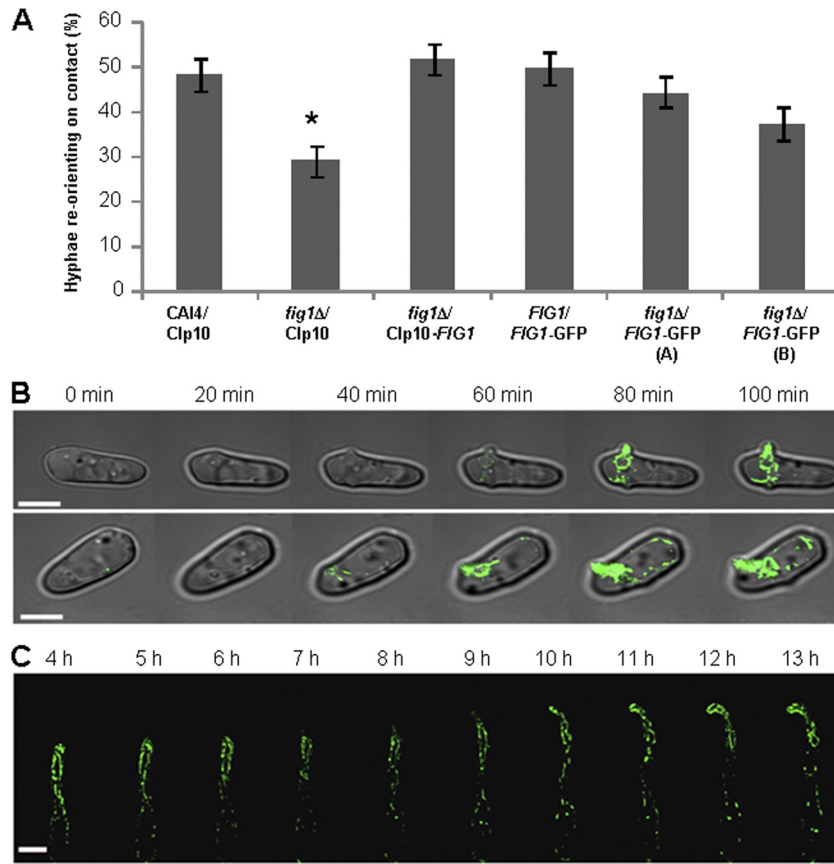 A
Hyphae re-orienting on contact (%)
60
50
40
30
20
10
0
*
CAI4/
Clp10
fig1Δ/
Clp10
fig1Δ/
Clp10-FIG1
FIG1/
FIG1-GFP
fig1Δ/
FIG1-GFP
(A)
fig1Δ/
FIG1-GFP
(B)
B
0 min 20 min 40 min 60 min 80 min 100 min
C
4 h 5 h 6 h 7 h 8 h 9 h 10 h 11 h 12 h 13 h